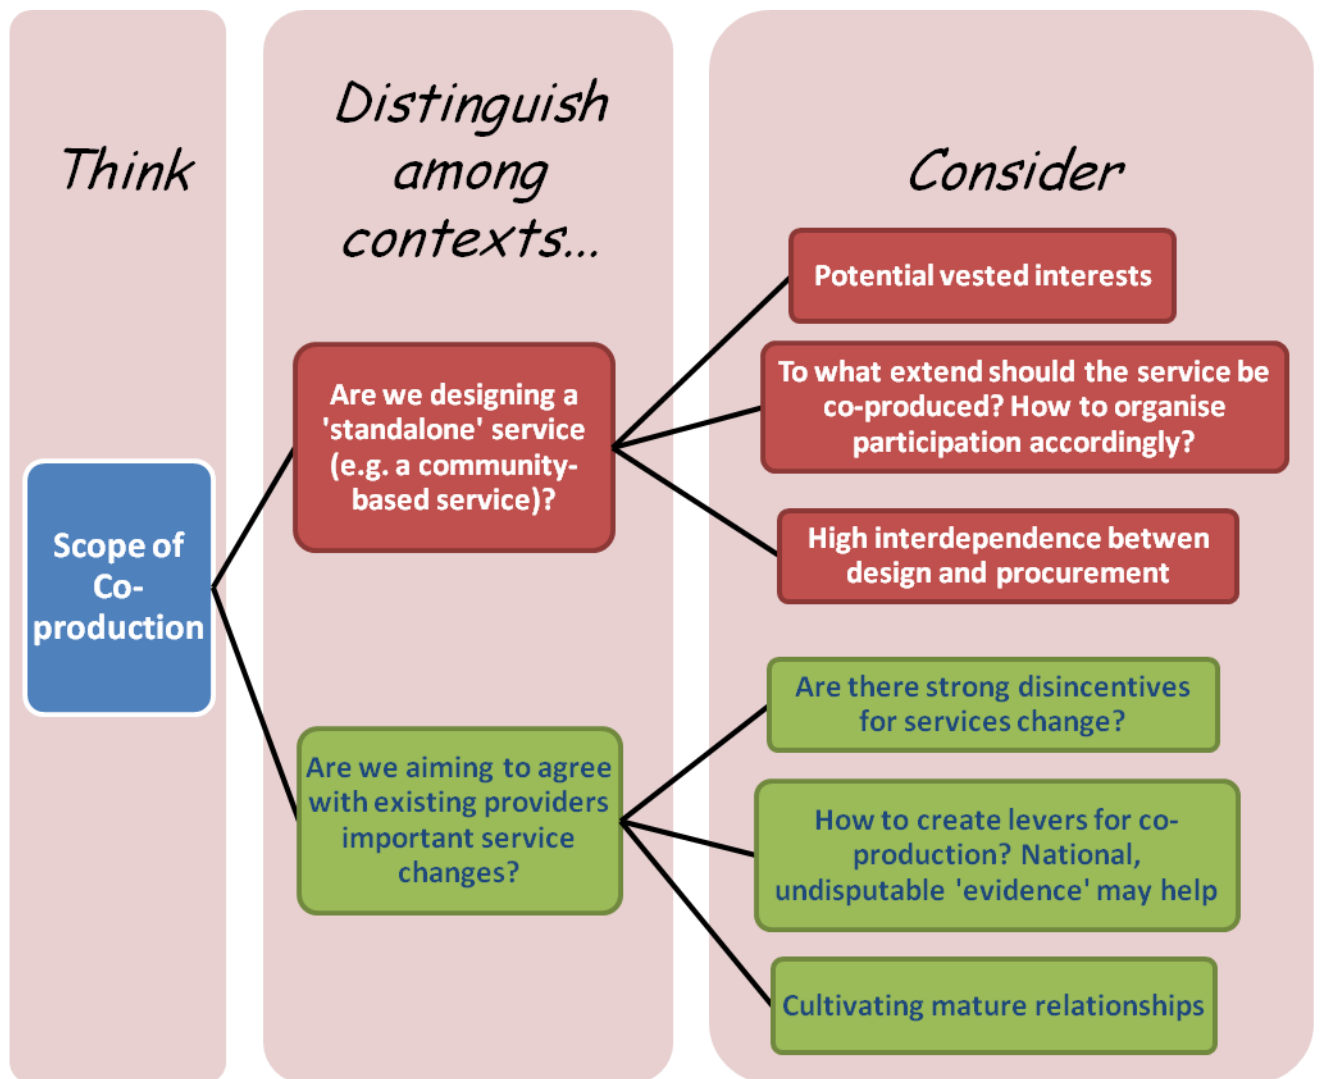 Think
Distinguish
among
contexts...
Consider
Scope of
Co-
production
Are we designing a
'standalone' service
(e.g. a community-
based service)?
Potential vested interests
To what extend should the service be
co-produced? How to organise
participation accordingly?
High interdependence betwen
design and procurement
Are we aiming to agree
with existing providers
important service
changes?
Are there strong disincentives
for services change?
How to create levers for co-
production? National,
undisputable 'evidence' may help
Cultivating mature relationships